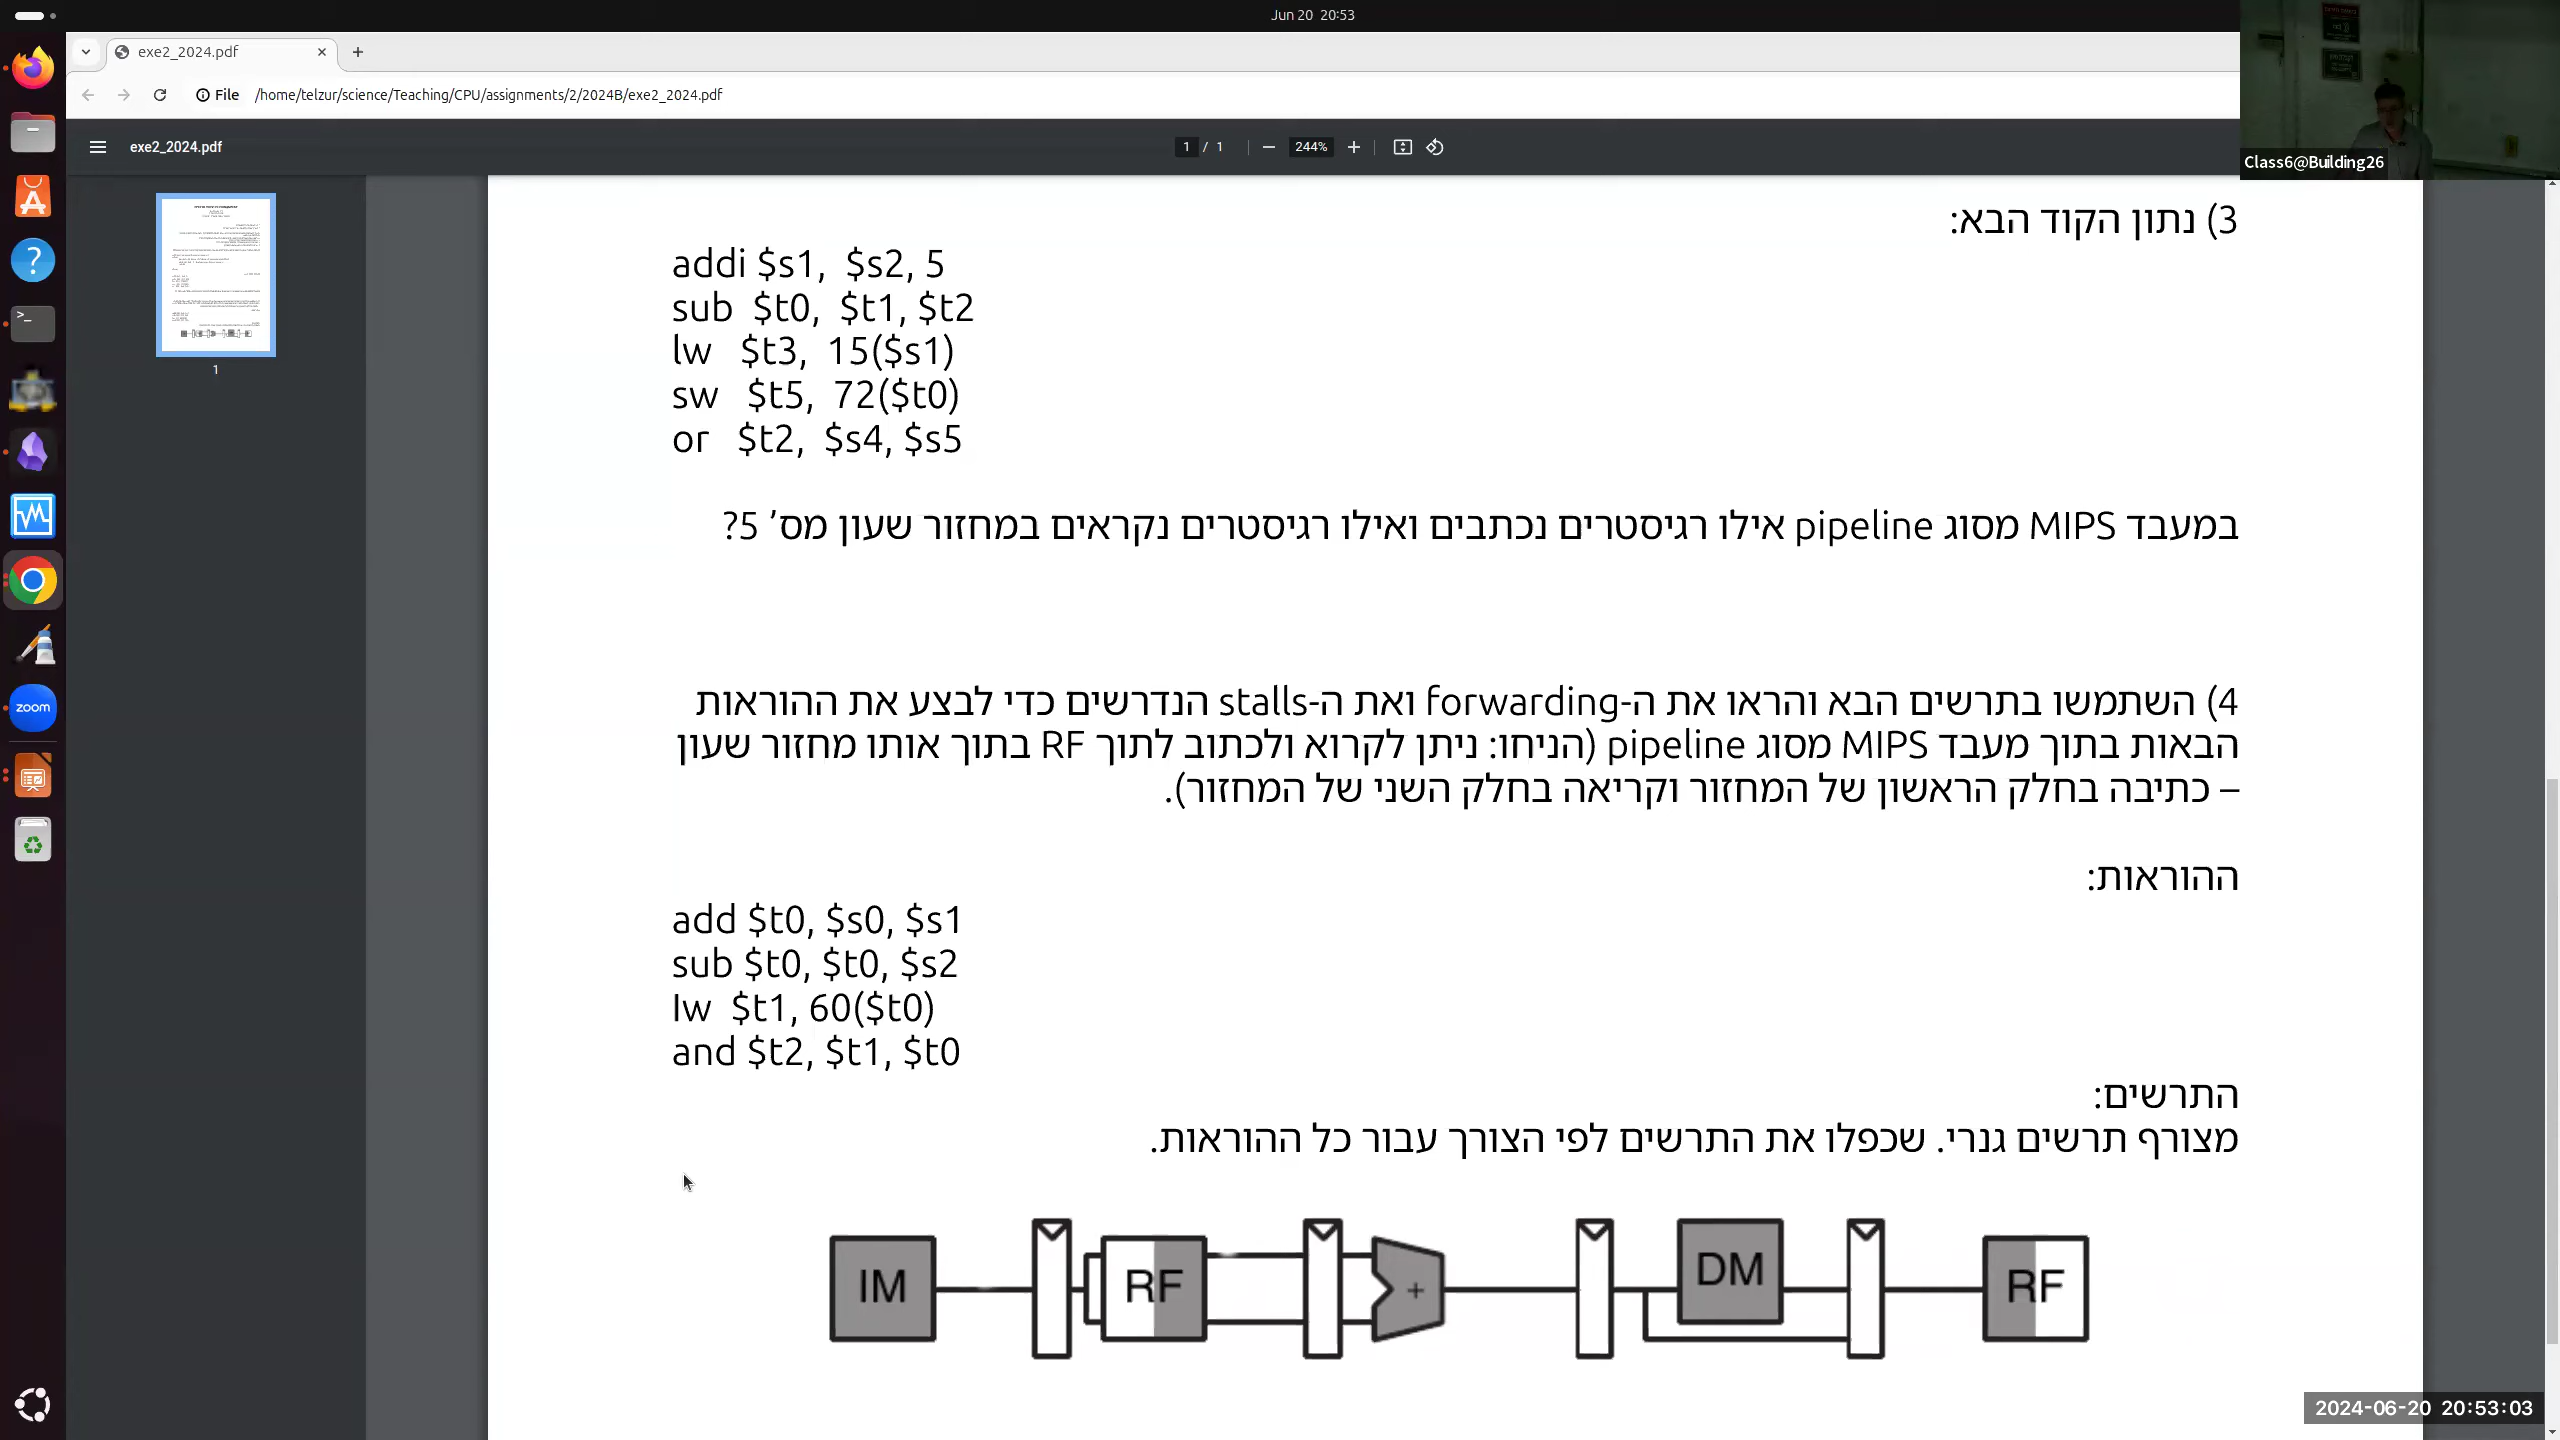 Jun 20 20:53
exe2_2024.pdf
File /home/telzur/science/Teaching/CPU/assignments/2/2024B/exe2_2024.pdf
exe2_2024.pdf
1 / 1
244%
Class6@Building26
1
3) נתון הקוד הבא:
addi $s1, $s2, 5
sub $t0, $t1, $t2
lw $t3, 15($s1)
sw $t5, 72($t0)
or $t2, $s4, $s5
במעבד MIPS מסוג pipeline אילו רגיסטרים נכתבים ואילו רגיסטרים נקראים במחזור שעון מס’ 5?
4) השתמשו בתרשים הבא והראו את ה-forwarding ואת ה-stalls הנדרשים כדי לבצע את ההוראות
הבאות בתוך מעבד MIPS מסוג pipeline (הניחו: ניתן לקרוא ולכתוב לתוך RF בתוך אותו מחזור שעון
– כתיבה בחלק הראשון של המחזור וקריאה בחלק השני של המחזור).
ההוראות:
add $t0, $s0, $s1
sub $t0, $t0, $s2
Iw $t1, 60($t0)
and $t2, $t1, $t0
התרשים:
מצורף תרשים גנרי. שכפלו את התרשים לפי הצורך עבור כל ההוראות.
IM RF + DM RF
zoom
2024-06-20 20:53:03